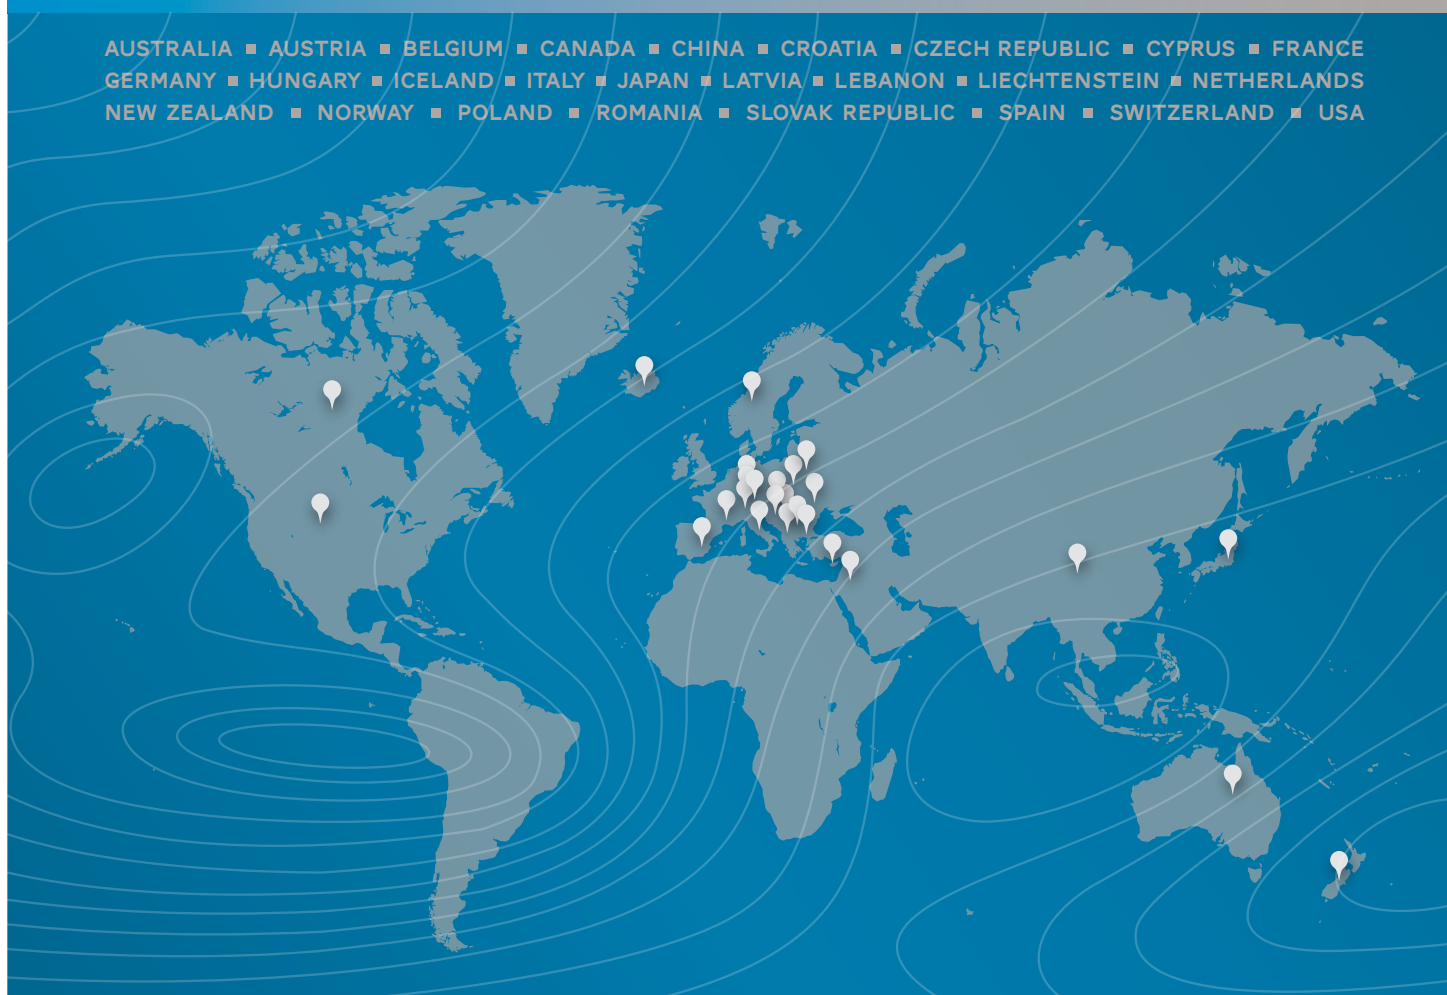 AUSTRALIA ■ AUSTRIA ■ BELGIUM ■ CANADA ■ CHINA ■ CROATIA ■ CZECH REPUBLIC ■ CYPRUS ■ FRANCE
GERMANY ■ HUNGARY ■ ICELAND ■ ITALY ■ JAPAN ■ LATVIA ■ LEBANON ■ LIECHTENSTEIN ■ NETHERLANDS
NEW ZEALAND ■ NORWAY ■ POLAND ■ ROMANIA ■ SLOVAK REPUBLIC ■ SPAIN ■ SWITZERLAND ■ USA